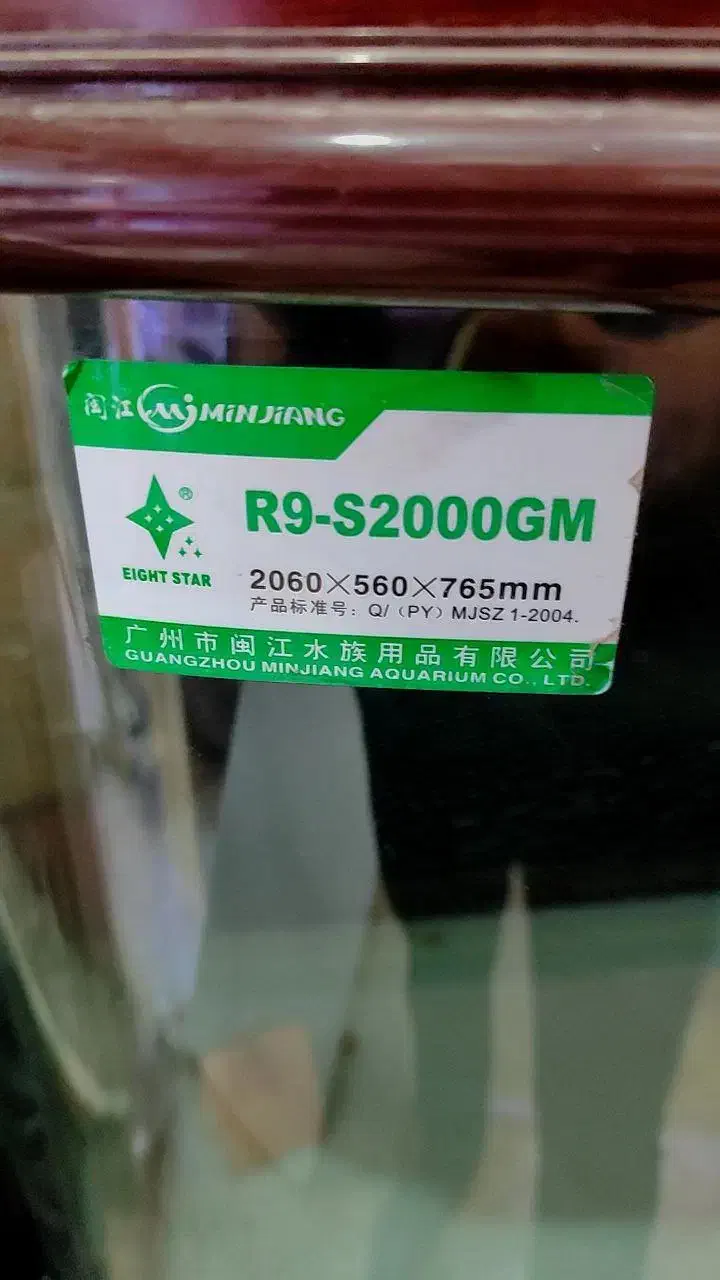 闽江 MINJIANG
R9-S2000GM
EIGHT STAR
2060×560×765mm
产品标准号：Q/（PY）MJSZ 1-2004.
广州市闽江水族用品有限公司
GUANGZHOU MINJIANG AQUARIUM CO., LTD.